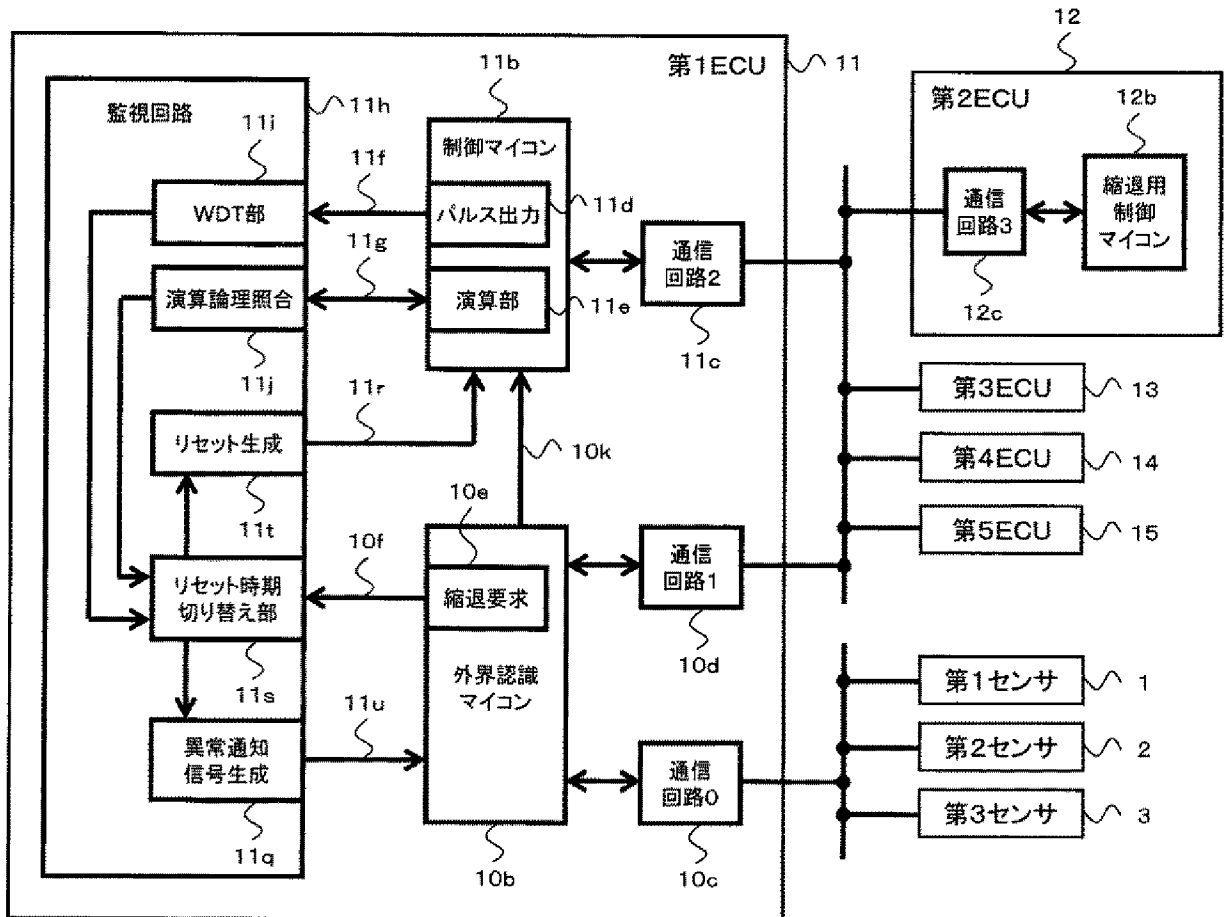 12
11b
第1ECU
11
第2ECU
12b
監視回路
11h
11i
11f
制御マイコン
WDT部
パルス出力
11d
通信
回路3
縮退用
制御
マイコン
11g
通信
回路2
演算論理照合
演算部
11e
12c
11c
11j
11r
第3ECU
13
リセット生成
10k
第4ECU
14
11t
10e
10f
第5ECU
15
通信
回路1
リセット時期
切り替え部
縮退要求
10d
外界認識
マイコン
第1センサ
1
11s
11u
第2センサ
2
異常通知
信号生成
通信
回路0
第3センサ
3
11q
10b
10c